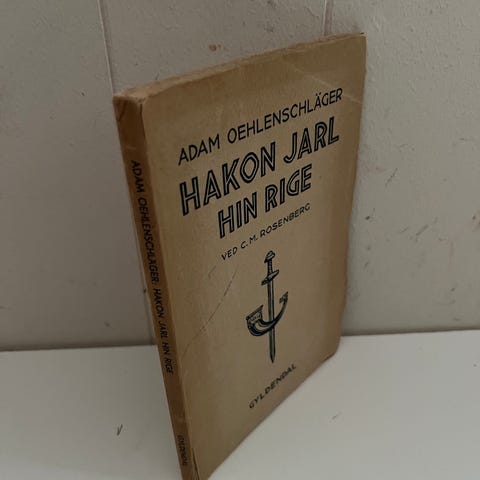 ADAM OEHLENSCHLÄGER
HAKON JARL
HIN RIGE
VED C. M. ROSENBERG
GYLDENDAL
ADAM OEHLENSCHLÄGER: HAKON JARL HIN RIGE
GYLDENDAL